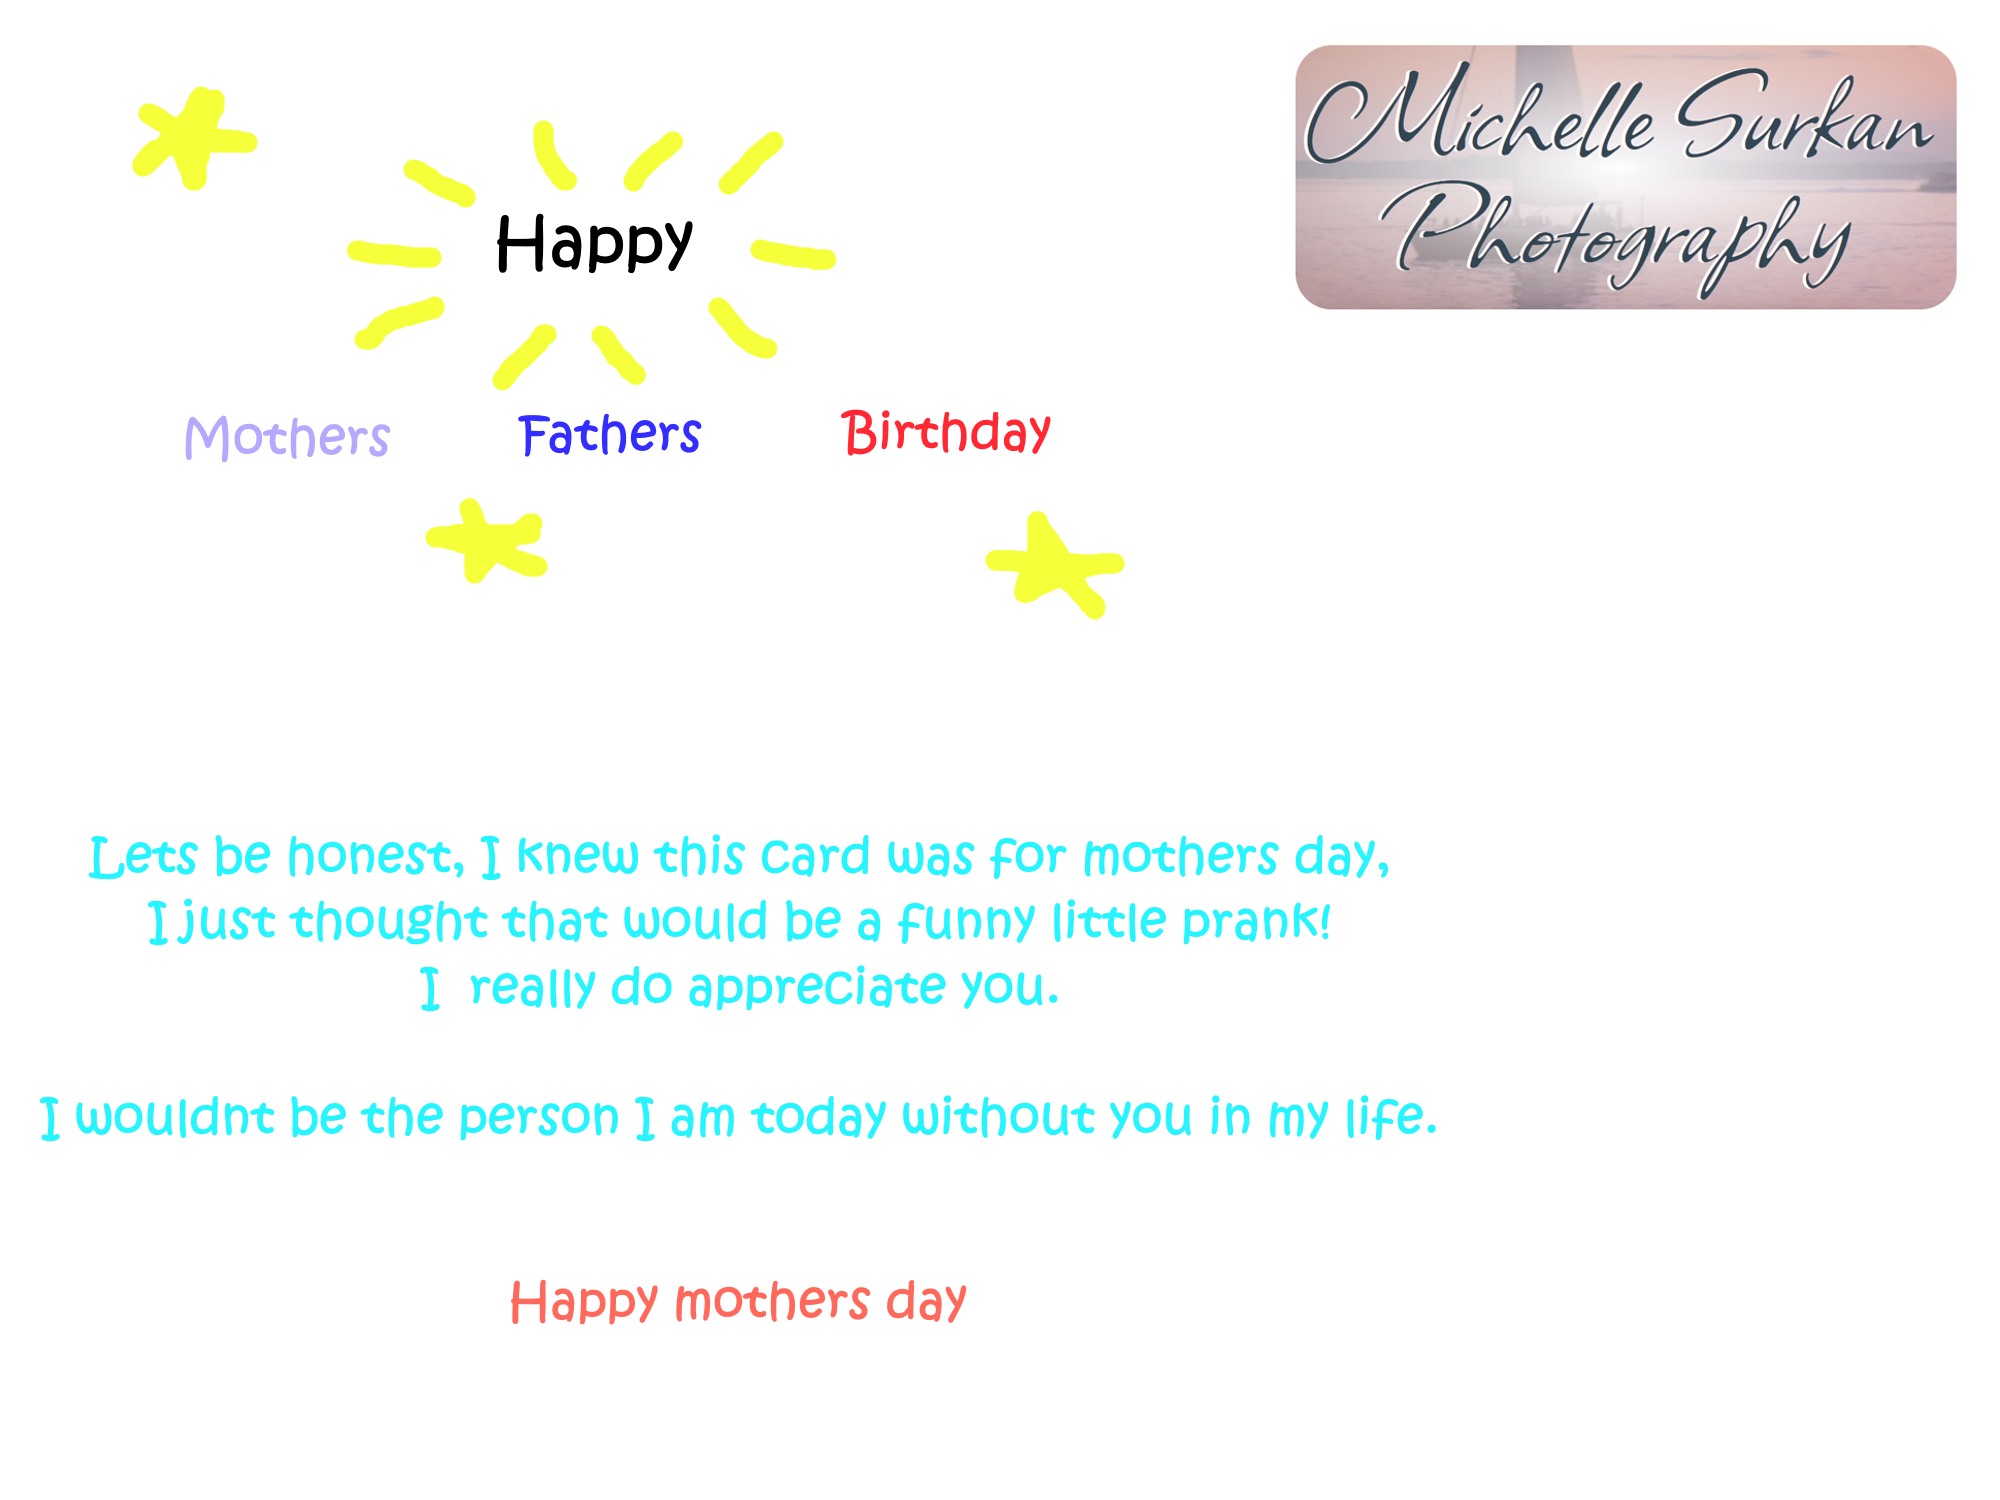 Michelle Surkan
Photography
Happy
Mothers Fathers Birthday
Lets be honest, I knew this card was for mothers day,
I just thought that would be a funny little prank!
I really do appreciate you.
I wouldnt be the person I am today without you in my life.
Happy mothers day